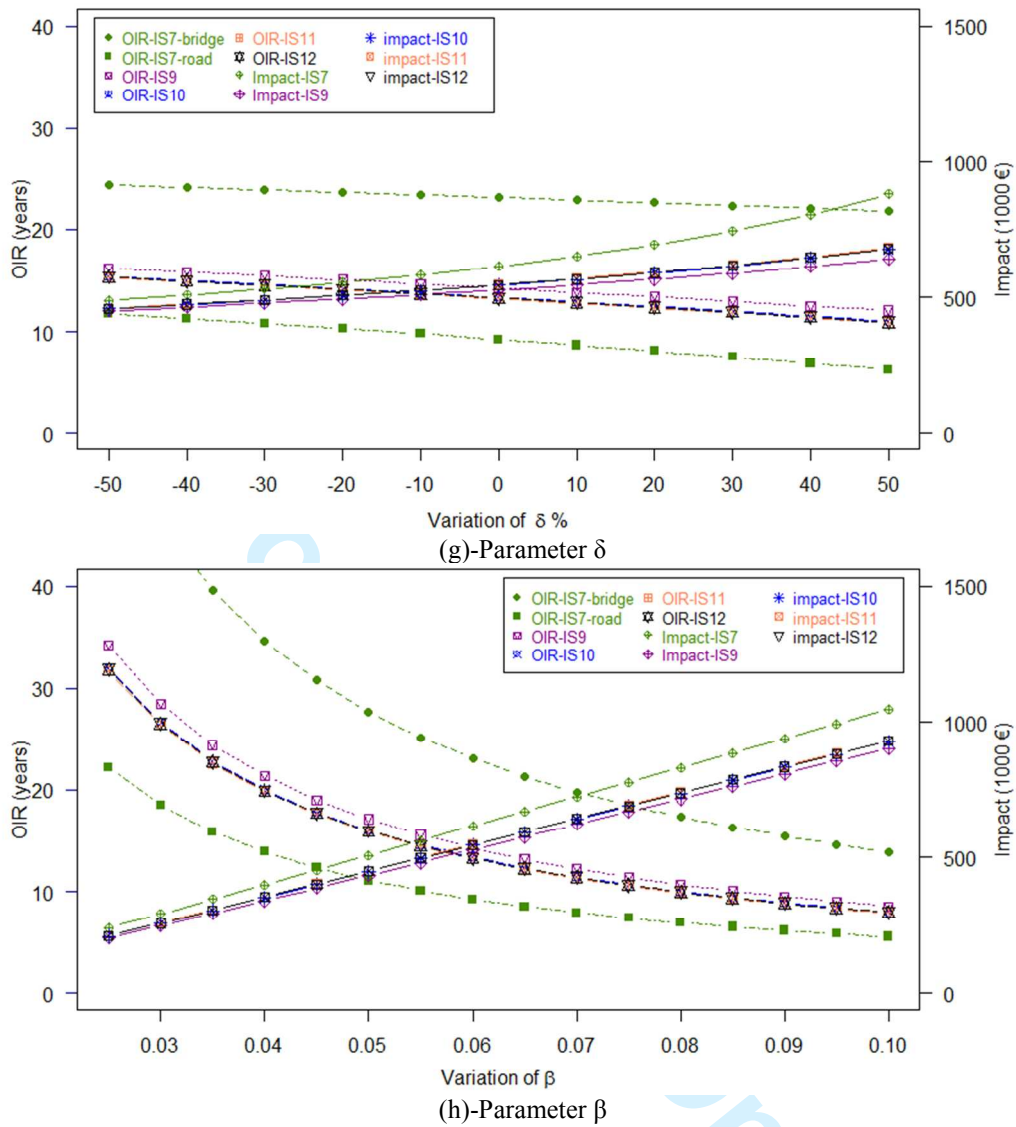 40
30
20
10
0
OIR (years)
OIR-IS7-bridge
OIR-IS7-road
OIR-IS9
OIR-IS10
OIR-IS11
OIR-IS12
Impact-IS7
Impact-IS9
impact-IS10
impact-IS11
impact-IS12
1500
1000
500
0
Impact (1000 €)
-50 -40 -30 -20 -10 0 10 20 30 40 50
Variation of δ %
(g)-Parameter δ
40
30
20
10
0
OIR (years)
OIR-IS7-bridge
OIR-IS7-road
OIR-IS9
OIR-IS10
OIR-IS11
OIR-IS12
Impact-IS7
Impact-IS9
impact-IS10
impact-IS11
impact-IS12
1500
1000
500
0
Impact (1000 €)
0.03 0.04 0.05 0.06 0.07 0.08 0.09 0.10
Variation of β
(h)-Parameter β